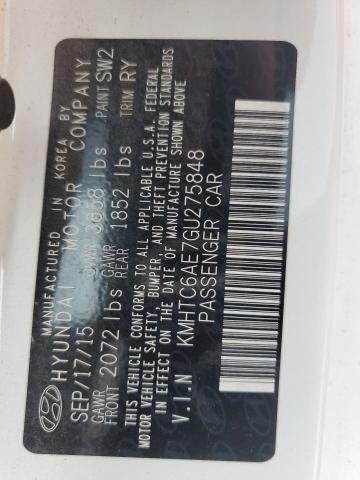 MANUFACTURED IN KOREA BY
HYUNDAI MOTOR COMPANY
SEP/17/15 GVWR 3858 lbs PAINT SW2
GAWR FRONT 2072 lbs GAWR REAR 1852 lbs TRIM RY
THIS VEHICLE CONFORMS TO ALL APPLICABLE U.S.A. FEDERAL
MOTOR VEHICLE SAFETY, BUMPER, AND THEFT PREVENTION STANDARDS
IN EFFECT ON THE DATE OF MANUFACTURE SHOWN ABOVE
V.I.N KMHTC6AE7GU275848
PASSENGER CAR